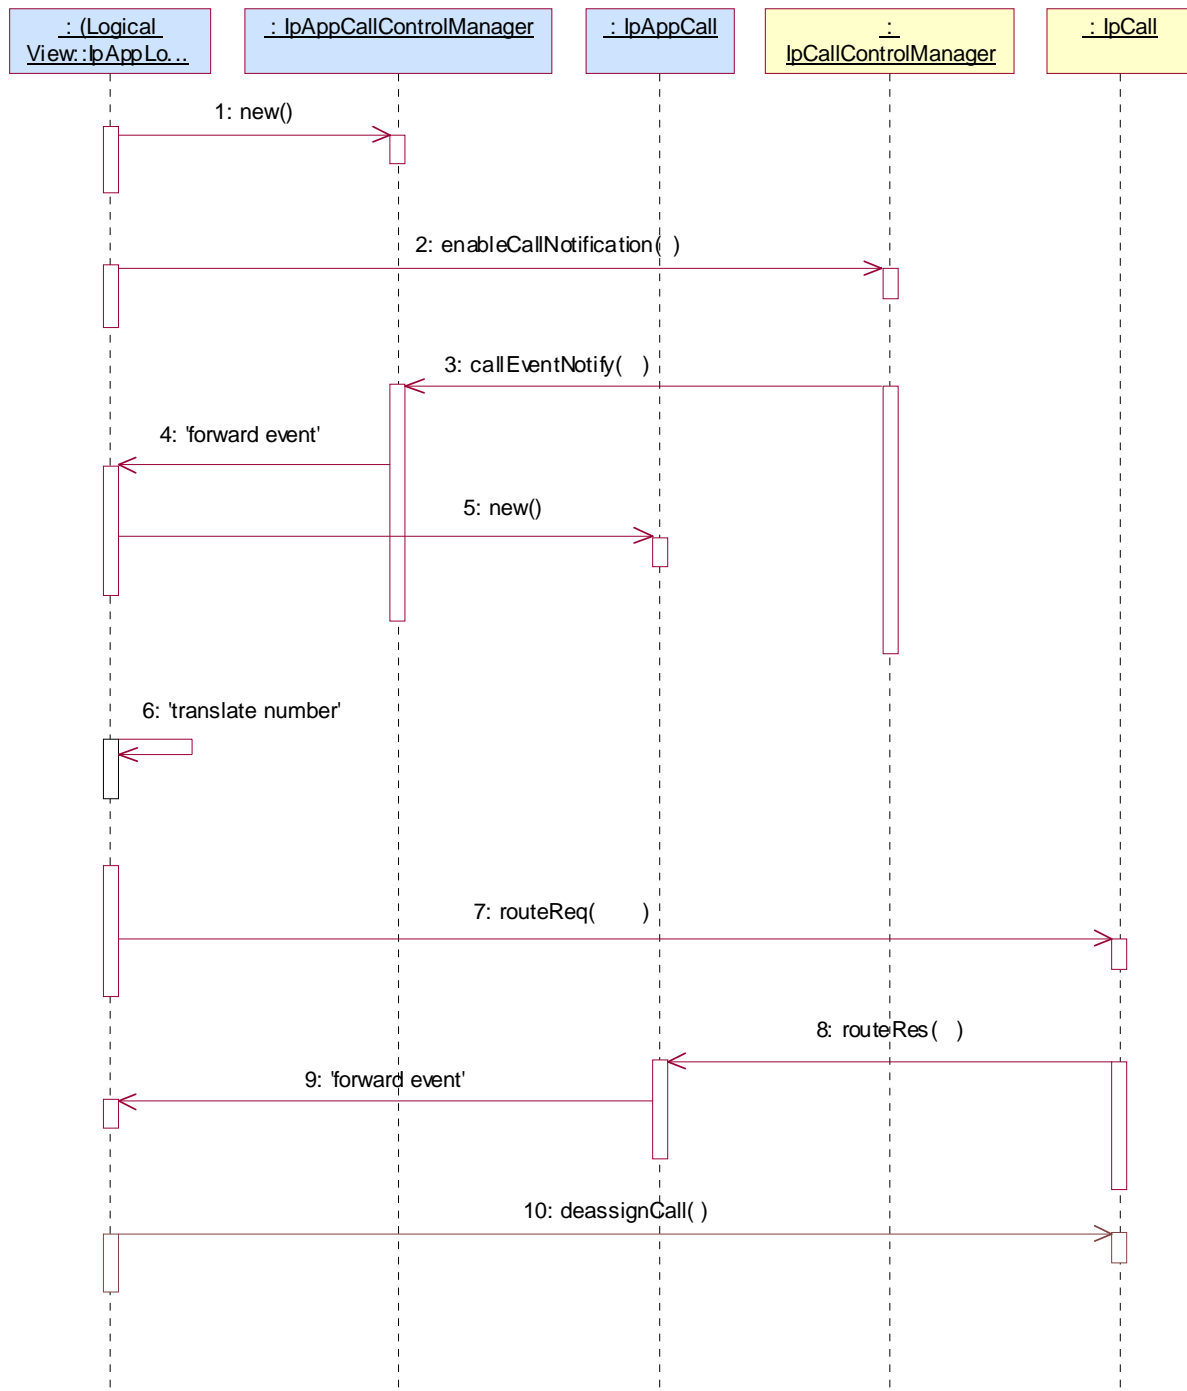 : (Logical
View::IpAppLo...
: IpAppCallControlManager
: IpAppCall
:
IpCallControlManager
: IpCall
1: new()
2: enableCallNotification( )
3: callEventNotify( )
4: 'forward event'
5: new()
6: 'translate number'
7: routeReq( )
8: routeRes( )
9: 'forward event'
10: deassignCall( )